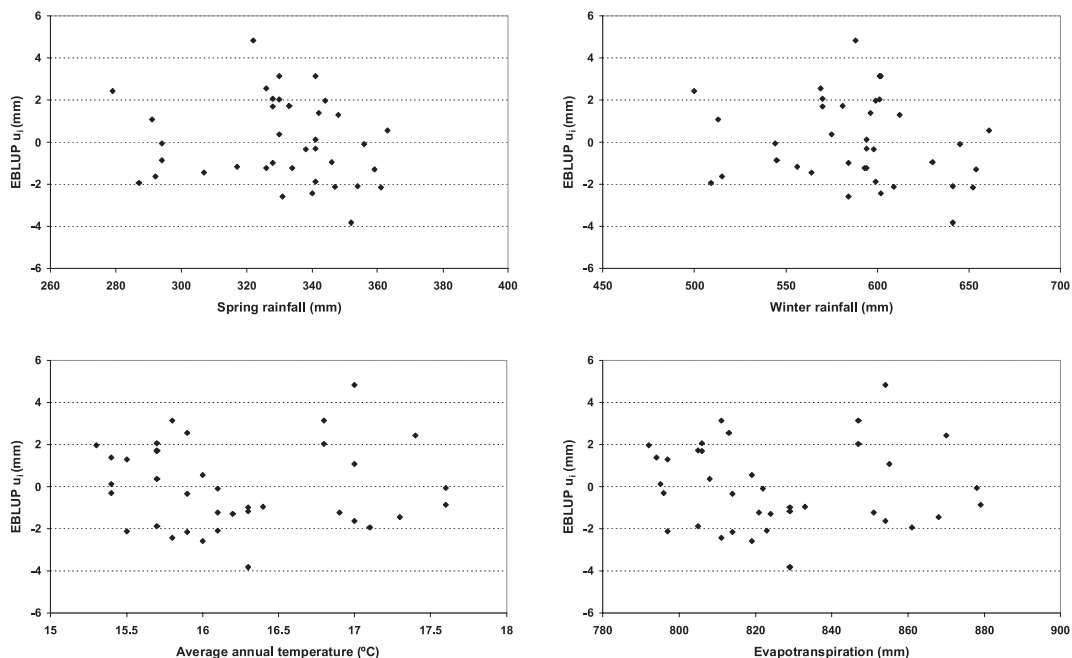 6
4
2
0
-2
-4
-6
EBLUP ui (mm)
260 280 300 320 340 360 380 400
Spring rainfall (mm)
6
4
2
0
-2
-4
-6
EBLUP ui (mm)
450 500 550 600 650 700
Winter rainfall (mm)
6
4
2
0
-2
-4
-6
EBLUP ui (mm)
15 15.5 16 16.5 17 17.5 18
Average annual temperature (ºC)
6
4
2
0
-2
-4
-6
EBLUP ui (mm)
780 800 820 840 860 880 900
Evapotranspiration (mm)